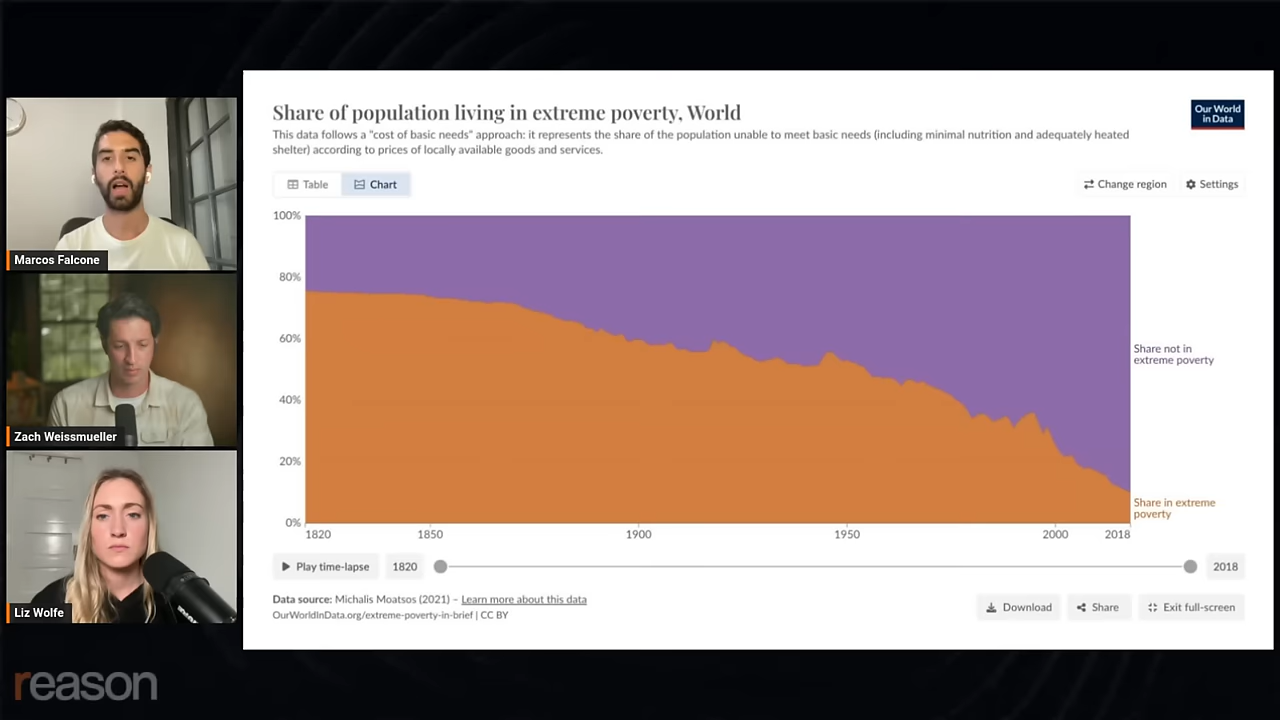 Marcos Falcone
Zach Weissmueller
Liz Wolfe
reason
Share of population living in extreme poverty, World
This data follows a "cost of basic needs" approach: it represents the share of the population unable to meet basic needs (including minimal nutrition and adequately heated
shelter) according to prices of locally available goods and services.
Our World
in Data
Table
Chart
Change region
Settings
100%
80%
60%
40%
20%
0%
1820
1850
1900
1950
2000
2018
Share not in
extreme poverty
Share in extreme
poverty
Play time-lapse
1820
2018
Data source: Michalis Moatsos (2021) – Learn more about this data
OurWorldInData.org/extreme-poverty-in-brief | CC BY
Download
Share
Exit full-screen